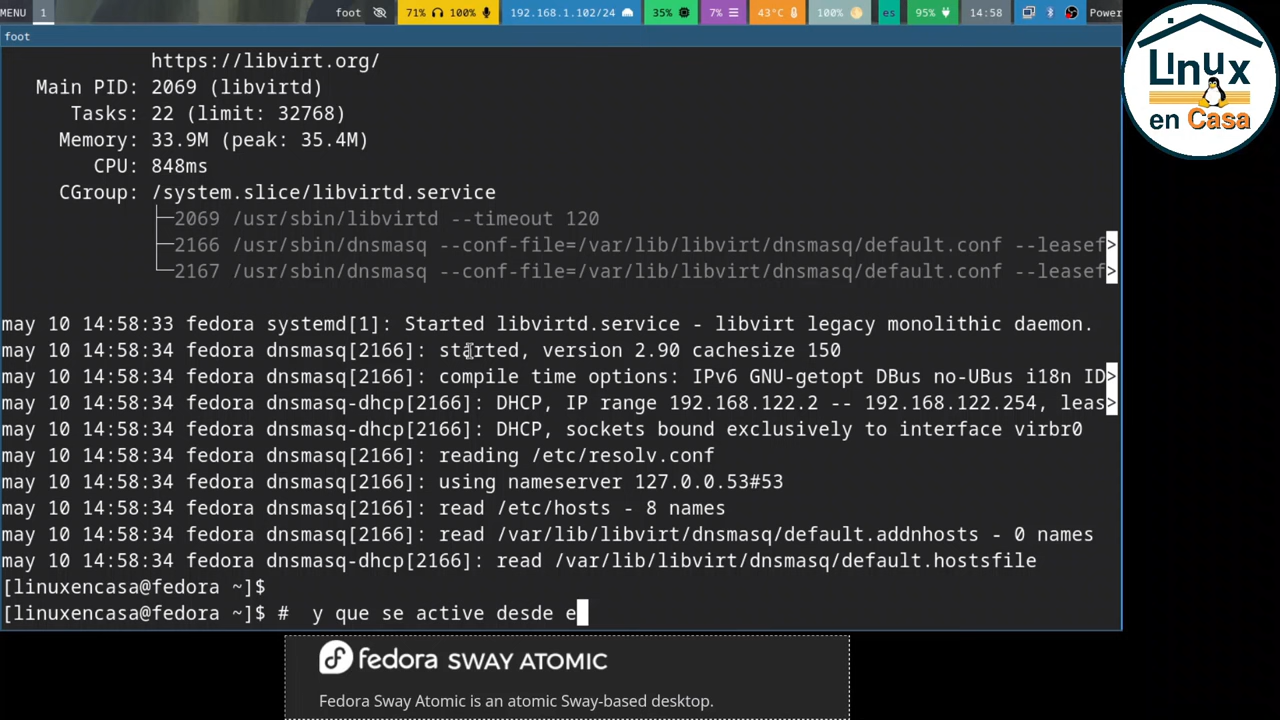 MENU 1 foot 71% 100% 192.168.1.102/24 35% 7% 43°C 100% es 95% 14:58 Power
foot
Linux
en Casa
https://libvirt.org/
Main PID: 2069 (libvirtd)
Tasks: 22 (limit: 32768)
Memory: 33.9M (peak: 35.4M)
CPU: 848ms
CGroup: /system.slice/libvirtd.service
├─2069 /usr/sbin/libvirtd --timeout 120
├─2166 /usr/sbin/dnsmasq --conf-file=/var/lib/libvirt/dnsmasq/default.conf --leasef>
└─2167 /usr/sbin/dnsmasq --conf-file=/var/lib/libvirt/dnsmasq/default.conf --leasef>
may 10 14:58:33 fedora systemd[1]: Started libvirtd.service - libvirt legacy monolithic daemon.
may 10 14:58:34 fedora dnsmasq[2166]: started, version 2.90 cachesize 150
may 10 14:58:34 fedora dnsmasq[2166]: compile time options: IPv6 GNU-getopt DBus no-UBus i18n ID>
may 10 14:58:34 fedora dnsmasq-dhcp[2166]: DHCP, IP range 192.168.122.2 -- 192.168.122.254, leas>
may 10 14:58:34 fedora dnsmasq-dhcp[2166]: DHCP, sockets bound exclusively to interface virbr0
may 10 14:58:34 fedora dnsmasq[2166]: reading /etc/resolv.conf
may 10 14:58:34 fedora dnsmasq[2166]: using nameserver 127.0.0.53#53
may 10 14:58:34 fedora dnsmasq[2166]: read /etc/hosts - 8 names
may 10 14:58:34 fedora dnsmasq[2166]: read /var/lib/libvirt/dnsmasq/default.addnhosts - 0 names
may 10 14:58:34 fedora dnsmasq-dhcp[2166]: read /var/lib/libvirt/dnsmasq/default.hostsfile
[linuxencasa@fedora ~]$
[linuxencasa@fedora ~]$ #  y que se active desde e
fedora SWAY ATOMIC
Fedora Sway Atomic is an atomic Sway-based desktop.